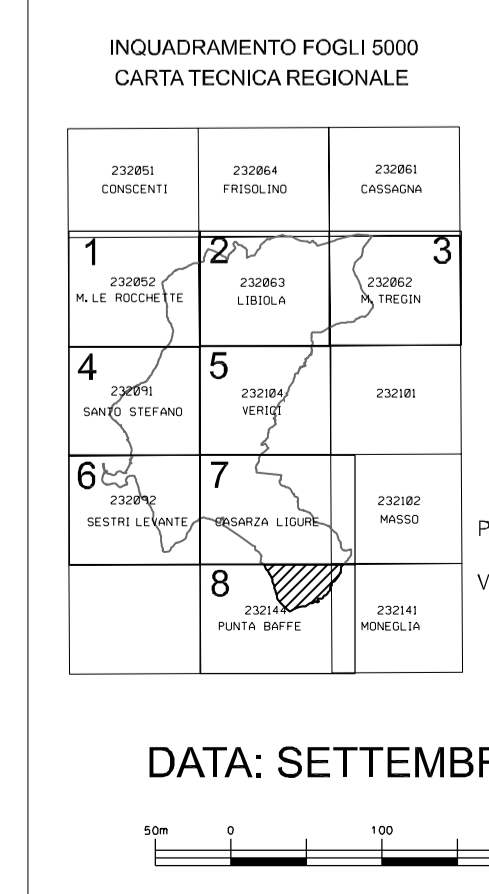 INQUADRAMENTO FOGLI 5000
CARTA TECNICA REGIONALE
232051
CONSCENTI
232064
FRISOLINO
232061
CASSAGNA
1
232052
M. LE ROCCHETTE
2
232063
LIBIOLA
3
232062
M. TREGIN
4
232091
SANTO STEFANO
5
232104
VERICI
232101
6
232092
SESTRI LEVANTE
7
CASARZA LIGURE
232102
MASSO
P
V
8
232144
PUNTA BAFFE
232141
MONEGLIA
DATA: SETTEMBR
50m 0 100